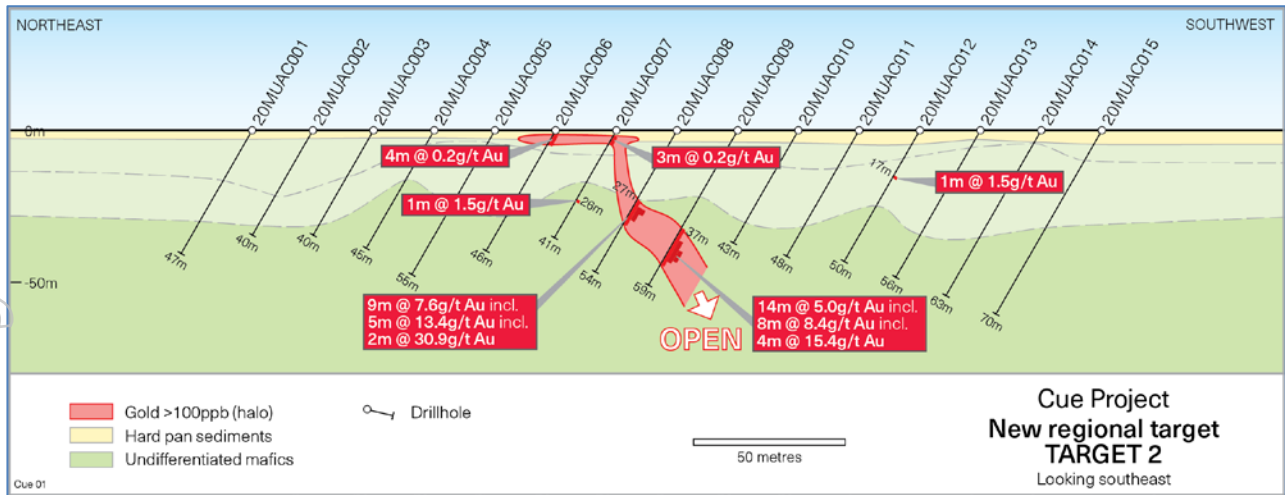 NORTHEAST
SOUTHWEST
20MUAC001
20MUAC002
20MUAC003
20MUAC004
20MUAC005
20MUAC006
20MUAC007
20MUAC008
20MUAC009
20MUAC010
20MUAC011
20MUAC012
20MUAC013
20MUAC014
20MUAC015
0m
4m @ 0.2g/t Au
3m @ 0.2g/t Au
17m
1m @ 1.5g/t Au
27m
1m @ 1.5g/t Au
26m
37m
47m
40m
40m
45m
55m
46m
41m
54m
59m
43m
48m
50m
56m
63m
70m
-50m
9m @ 7.6g/t Au incl.
5m @ 13.4g/t Au incl.
2m @ 30.9g/t Au
14m @ 5.0g/t Au incl.
8m @ 8.4g/t Au incl.
4m @ 15.4g/t Au
OPEN
Gold >100ppb (halo)
Hard pan sediments
Undifferentiated mafics
Drillhole
50 metres
Cue Project
New regional target
TARGET 2
Looking southeast
Cue 01